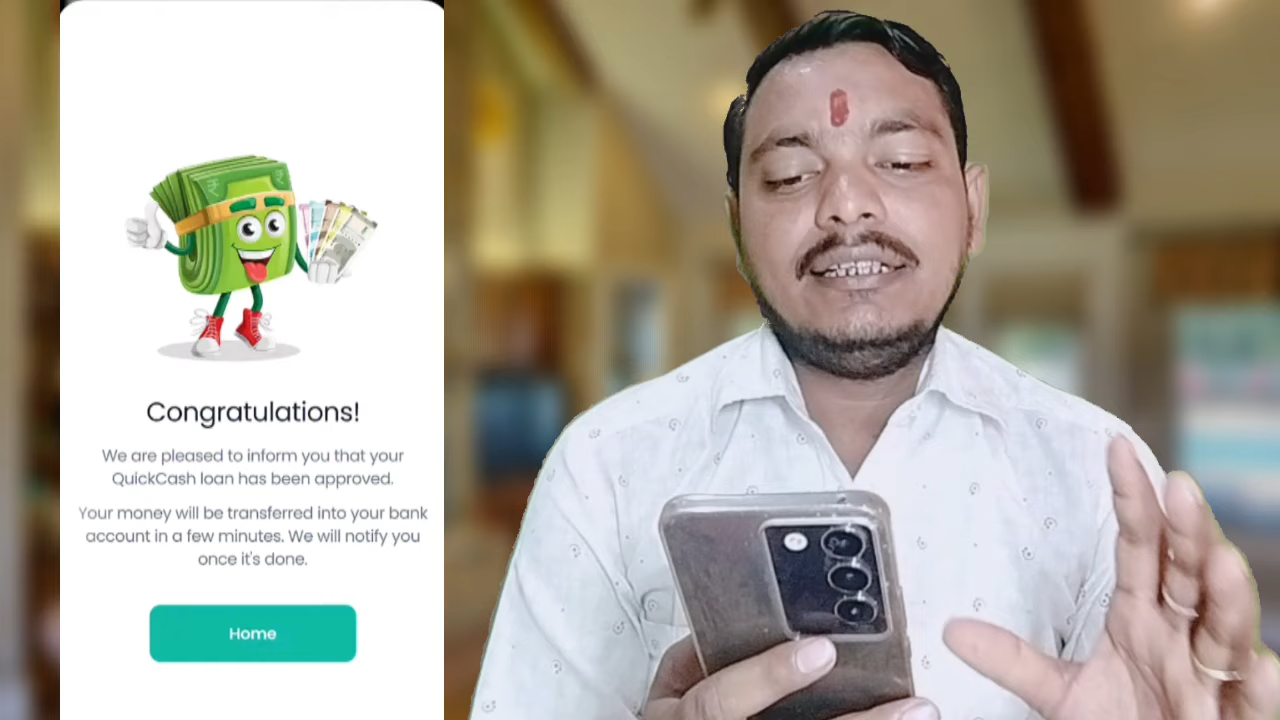 Congratulations!
We are pleased to inform you that your
QuickCash loan has been approved.
Your money will be transferred into your bank
account in a few minutes. We will notify you
once it's done.
Home